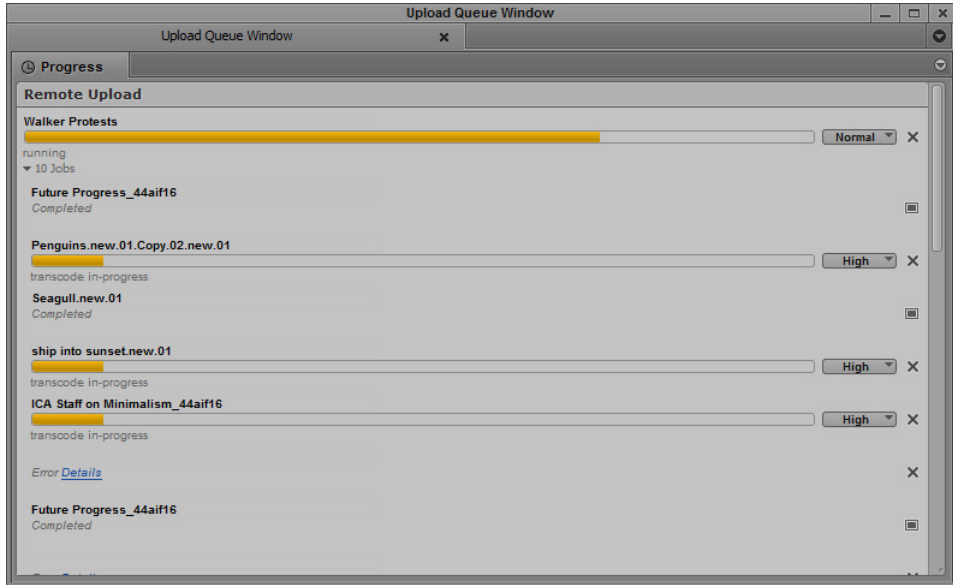 Upload Queue Window
Upload Queue Window
Progress
Remote Upload
Walker Protests
Normal
running
10 Jobs
Future Progress_44aif16
Completed
Penguins.new.01.Copy.02.new.01
High
transcode in-progress
Seagull.new.01
Completed
ship into sunset.new.01
High
transcode in-progress
ICA Staff on Minimalism_44aif16
High
transcode in-progress
Error Details
Future Progress_44aif16
Completed